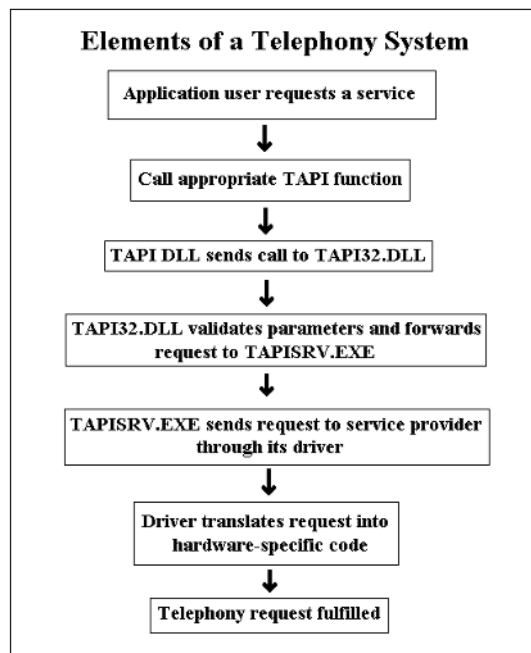 Elements of a Telephony System
Application user requests a service
Call appropriate TAPI function
TAPI DLL sends call to TAPI32.DLL
TAPI32.DLL validates parameters and forwards
request to TAPISRV.EXE
TAPISRV.EXE sends request to service provider
through its driver
Driver translates request into
hardware-specific code
Telephony request fulfilled